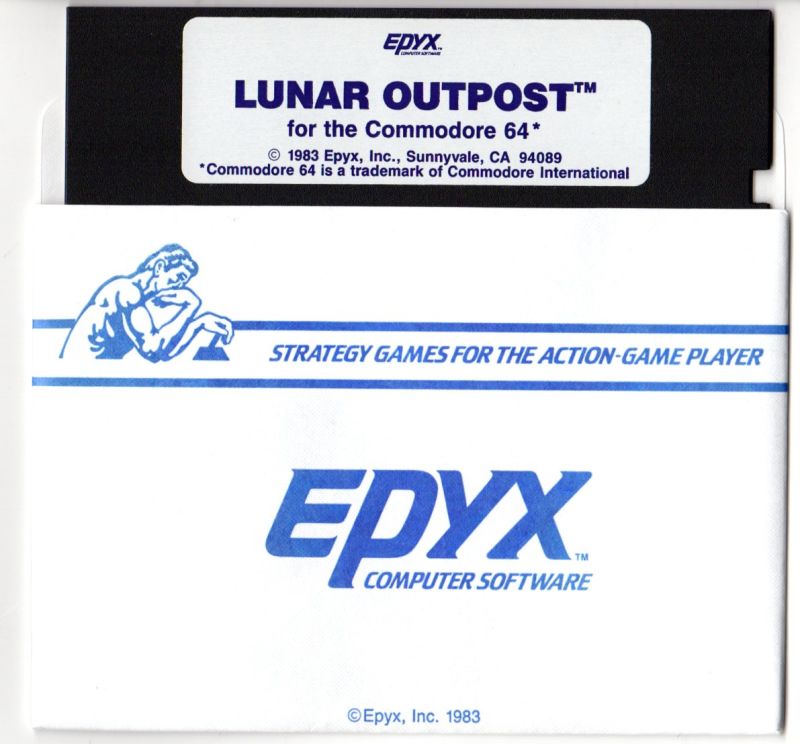 EPYX™
COMPUTER SOFTWARE
LUNAR OUTPOST™
for the Commodore 64*
© 1983 Epyx, Inc., Sunnyvale, CA 94089
*Commodore 64 is a trademark of Commodore International
STRATEGY GAMES FOR THE ACTION-GAME PLAYER
EPYX™
COMPUTER SOFTWARE
©Epyx, Inc. 1983